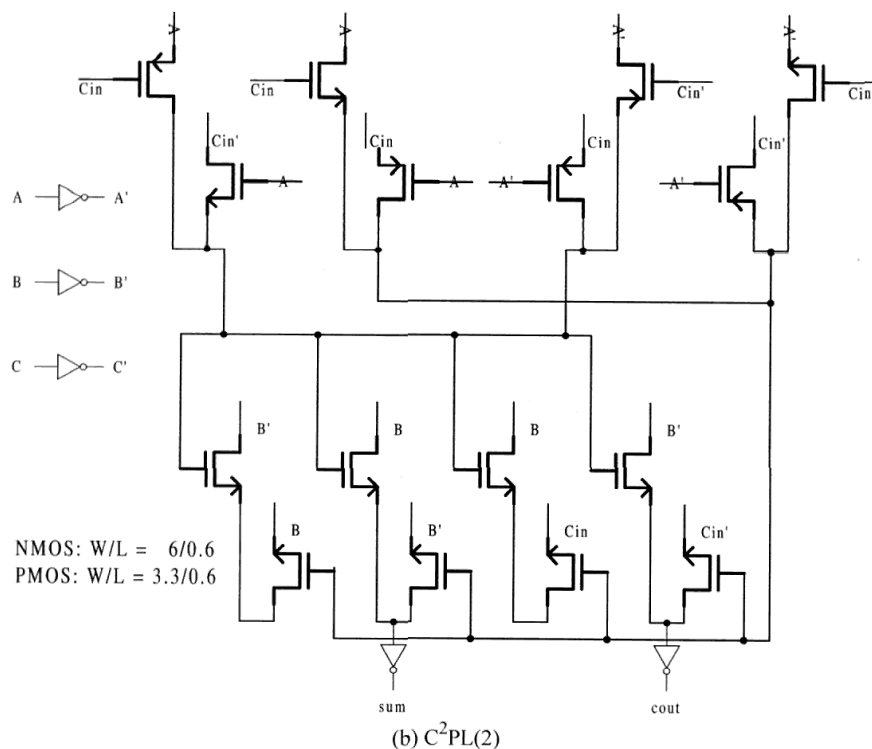 A A A' A'
Cin Cin Cin' Cin
Cin' Cin Cin Cin'
A A' A A A' A'
B B'
C C'
B' B B B'
B B' Cin Cin'
NMOS: W/L = 6/0.6
PMOS: W/L = 3.3/0.6
sum cout
(b) C²PL(2)